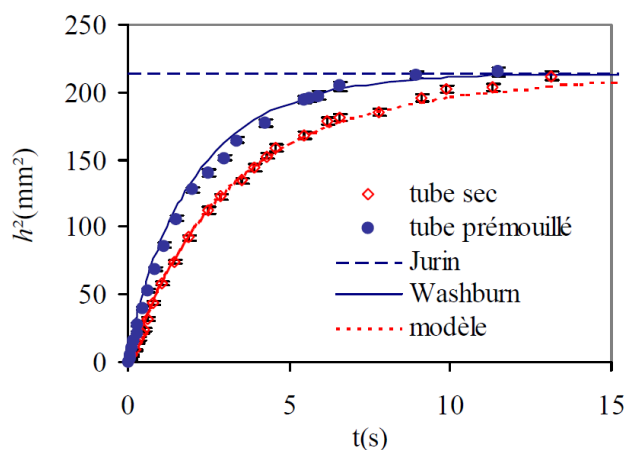 250
200
150
100
50
0
h²(mm²)
0
5
10
15
t(s)
tube sec
tube prémouillé
Jurin
Washburn
modèle